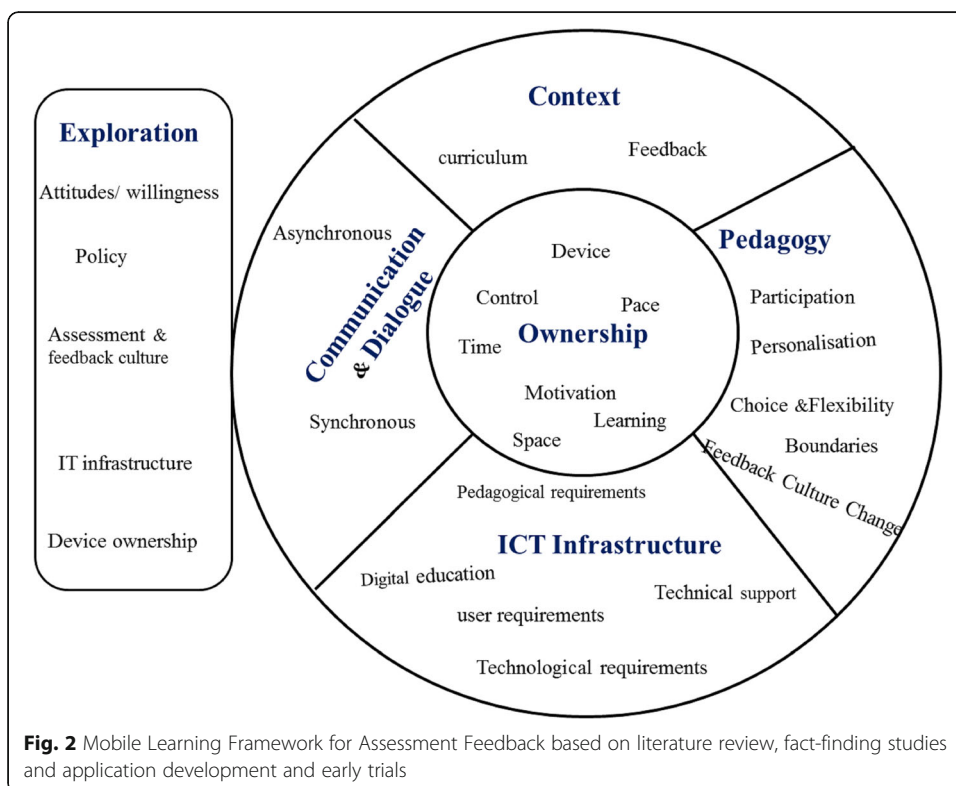 Exploration
Attitudes/ willingness
Policy
Assessment &
feedback culture
IT infrastructure
Device ownership
Context
curriculum
Feedback
Asynchronous
Communication
& Dialogue
Synchronous
Device
Control
Pace
Ownership
Time
Motivation
Learning
Space
Pedagogy
Participation
Personalisation
Choice &Flexibility
Boundaries
Feedback Culture Change
Pedagogical requirements
ICT Infrastructure
Digital education
Technical support
user requirements
Technological requirements
Fig. 2 Mobile Learning Framework for Assessment Feedback based on literature review, fact-finding studies
and application development and early trials